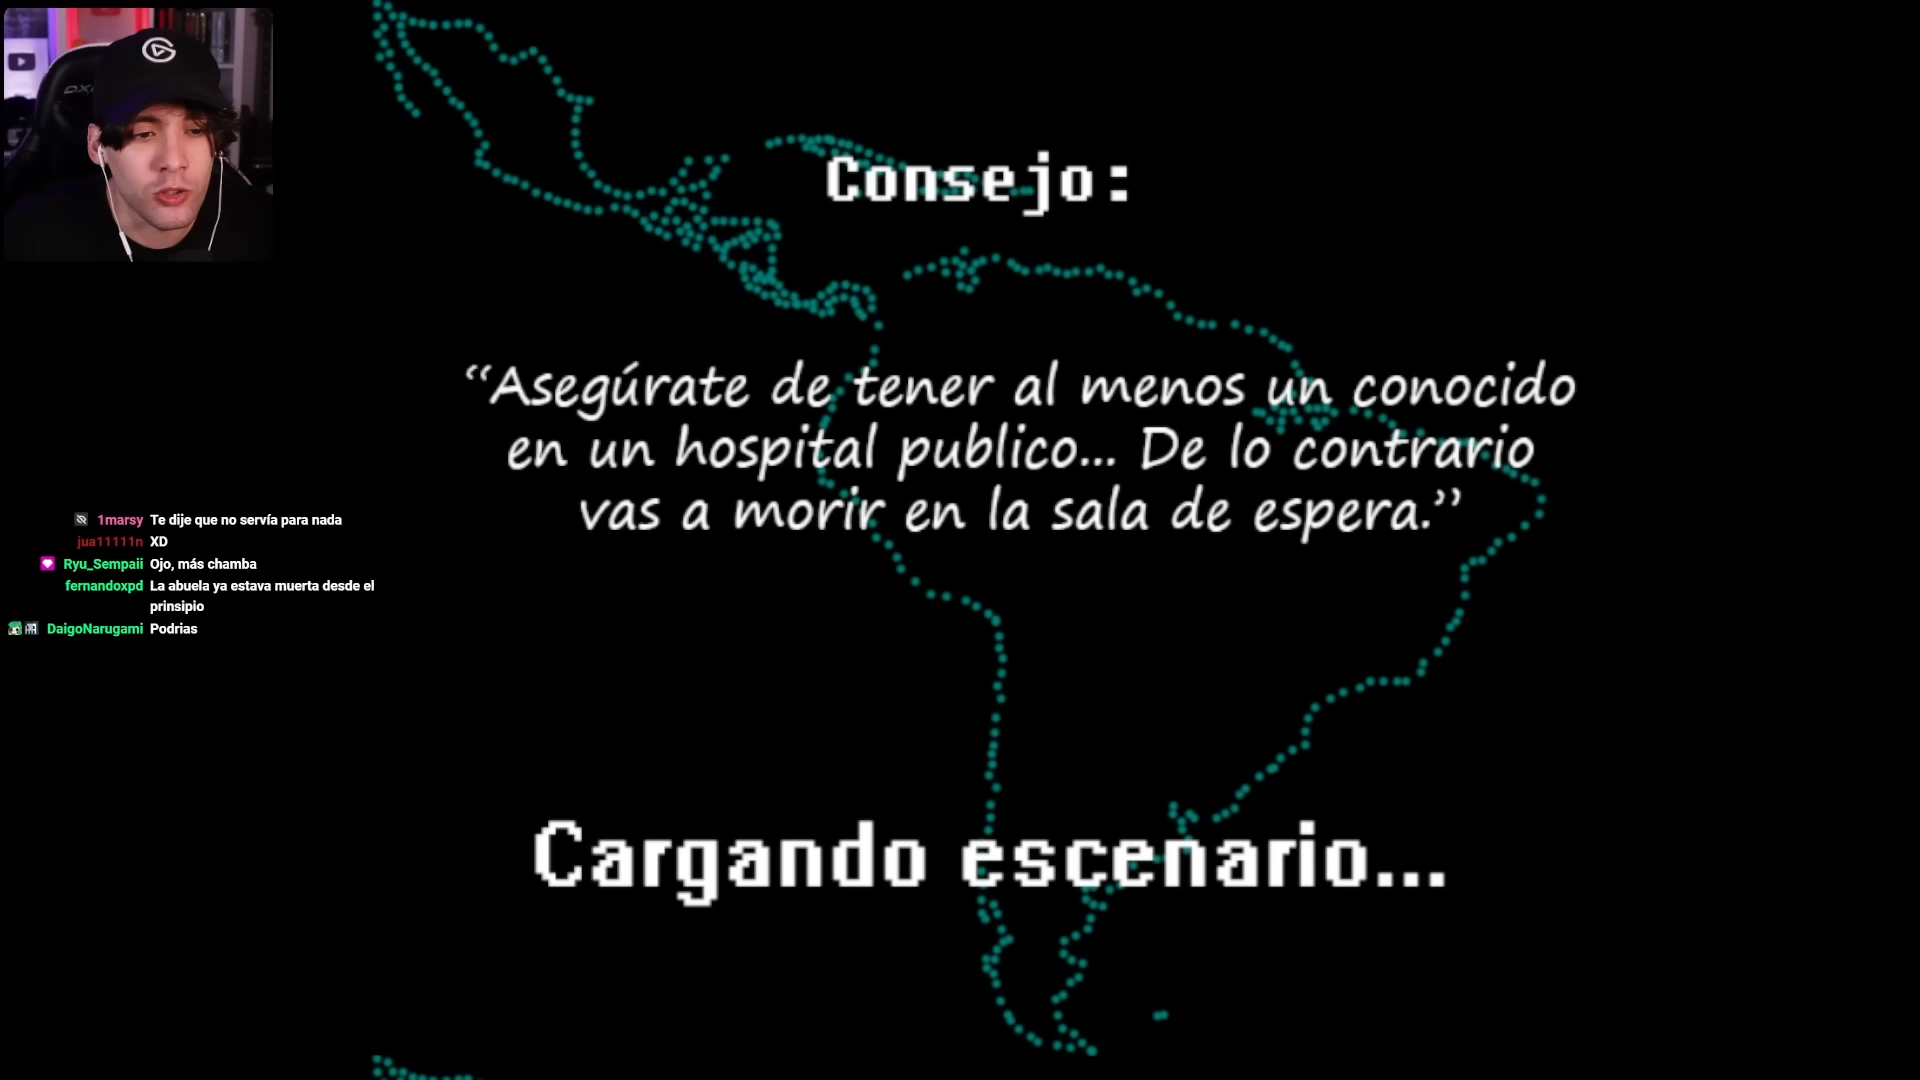 Consejo:
“Asegúrate de tener al menos un conocido
en un hospital publico... De lo contrario
vas a morir en la sala de espera.”
1marsy Te dije que no servía para nada
jua11111n XD
Ryu_Sempaii Ojo, más chamba
fernandoxpd La abuela ya estava muerta desde el
prinsipio
DaigoNarugami Podrias
Cargando escenario...